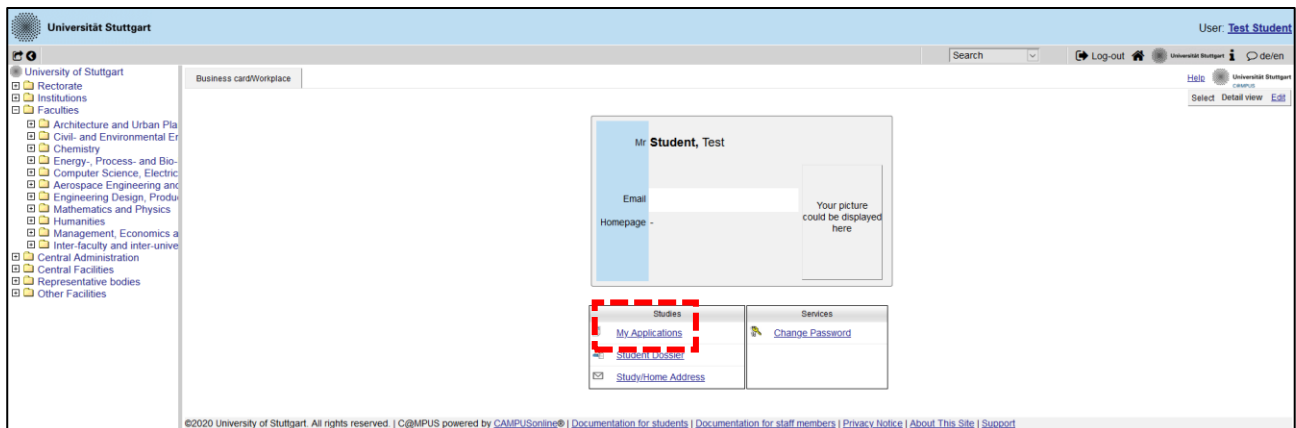 Universität Stuttgart
User: Test Student
Search
Log-out
Universität Stuttgart
de/en
University of Stuttgart
Rectorate
Institutions
Faculties
Architecture and Urban Pla
Civil- and Environmental Er
Chemistry
Energy-, Process- and Bio-
Computer Science, Electric
Aerospace Engineering and
Engineering Design, Produ
Mathematics and Physics
Humanities
Management, Economics a
Inter-faculty and inter-unive
Central Administration
Central Facilities
Representative bodies
Other Facilities
Business card/Workplace
Help
Universität Stuttgart
CAMPUS
Select Detail view Edit
Mr Student, Test
Email
Homepage -
Your picture
could be displayed
here
Studies
My Applications
Student Dossier
Study/Home Address
Services
Change Password
©2020 University of Stuttgart. All rights reserved. | C@MPUS powered by CAMPUSonline® | Documentation for students | Documentation for staff members | Privacy Notice | About This Site | Support